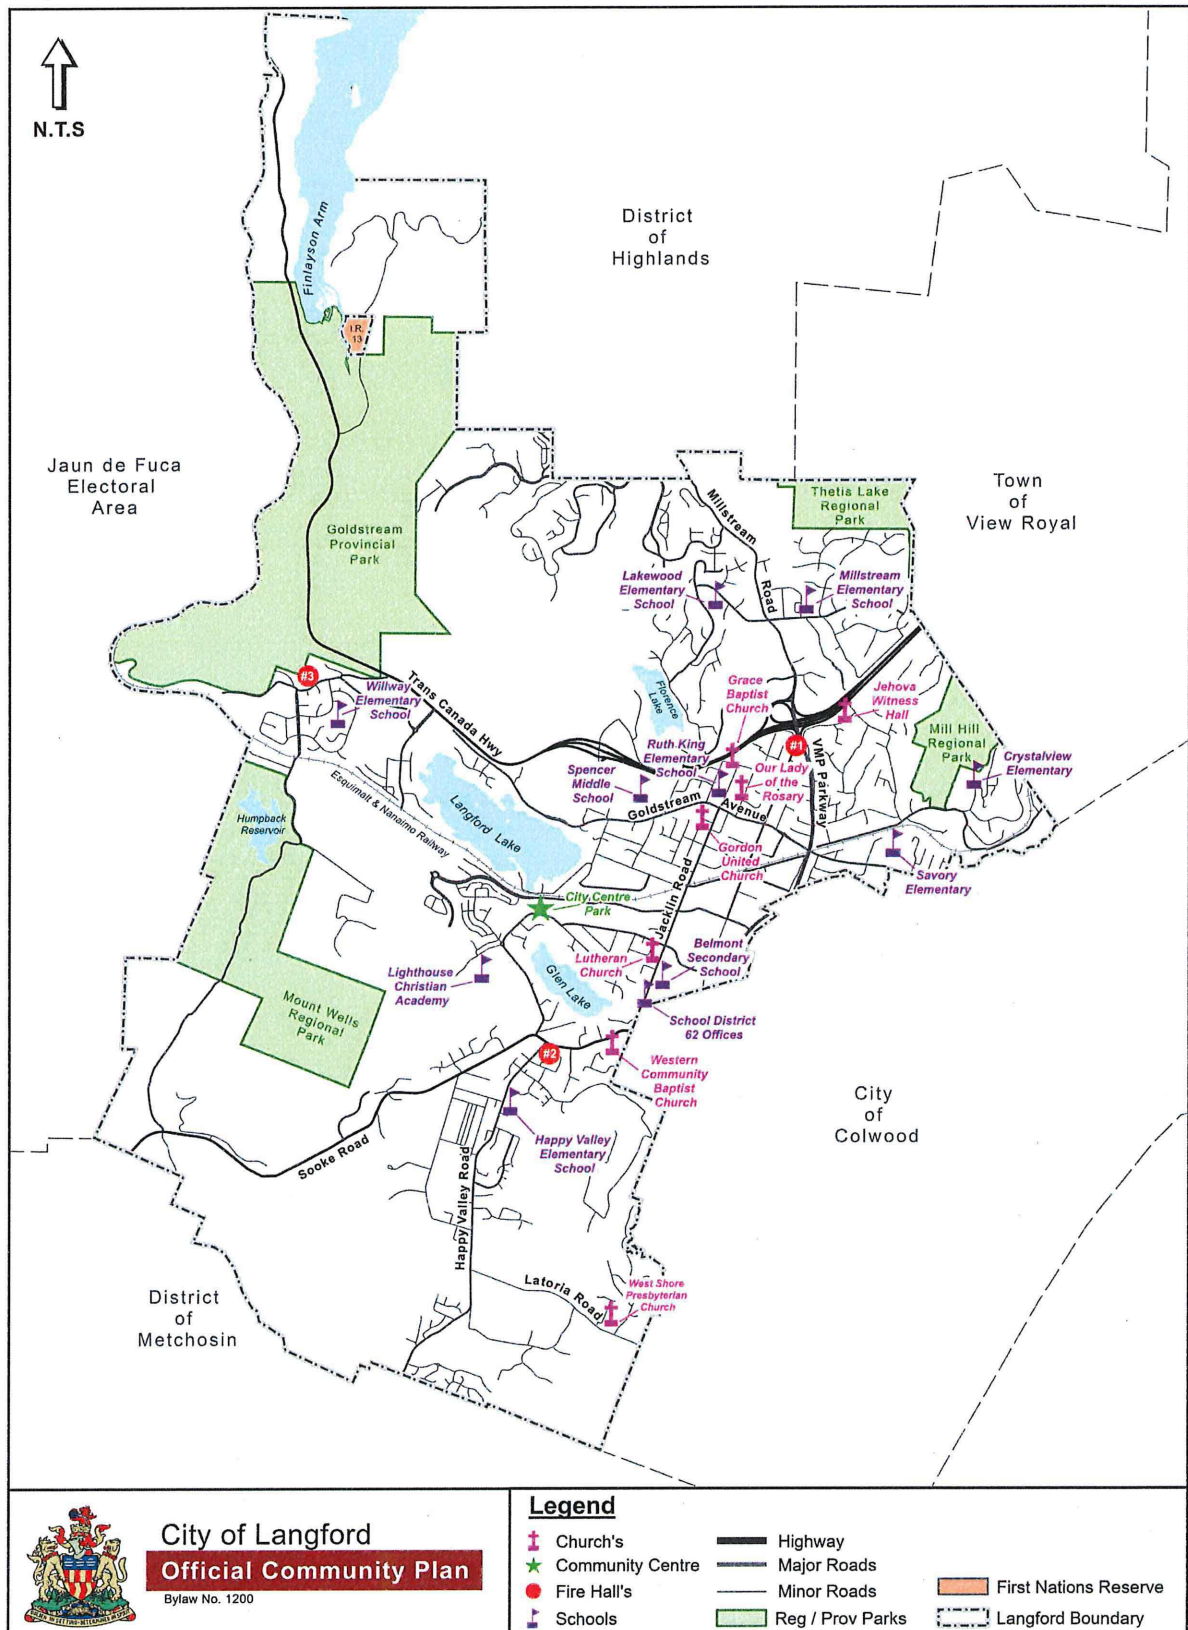 N.T.S
Finlayson Arm
I.R.
13
District
of
Highlands
Jaun de Fuca
Electoral
Area
Goldstream
Provincial
Park
Thetis Lake
Regional
Park
Town
of
View Royal
Millstream
Road
Lakewood
Elementary
School
Millstream
Elementary
School
#3
Willway
Elementary
School
Trans Canada Hwy
Florence
Lake
Grace
Baptist
Church
Jehova
Witness
Hall
Mill Hill
Regional
Park
Crystalview
Elementary
#1
VMP Parkway
Ruth King
Elementary
School
Our Lady
of the
Rosary
Spencer
Middle
School
Goldstream
Avenue
Esquimalt & Nanaimo Railway
Langford Lake
Humpback
Reservoir
Gordon
United
Church
Savory
Elementary
Jacklin Road
City Centre
Park
Lutheran
Church
Belmont
Secondary
School
Lighthouse
Christian
Academy
Glen Lake
School District
62 Offices
Mount Wells
Regional
Park
#2
Western
Community
Baptist
Church
City
of
Colwood
Sooke Road
Happy Valley
Elementary
School
Happy Valley Road
Latoria Road
West Shore
Presbyterian
Church
District
of
Metchosin
City of Langford
Official Community Plan
Bylaw No. 1200
Legend
Church's
Community Centre
Fire Hall's
Schools
Highway
Major Roads
Minor Roads
Reg / Prov Parks
First Nations Reserve
Langford Boundary